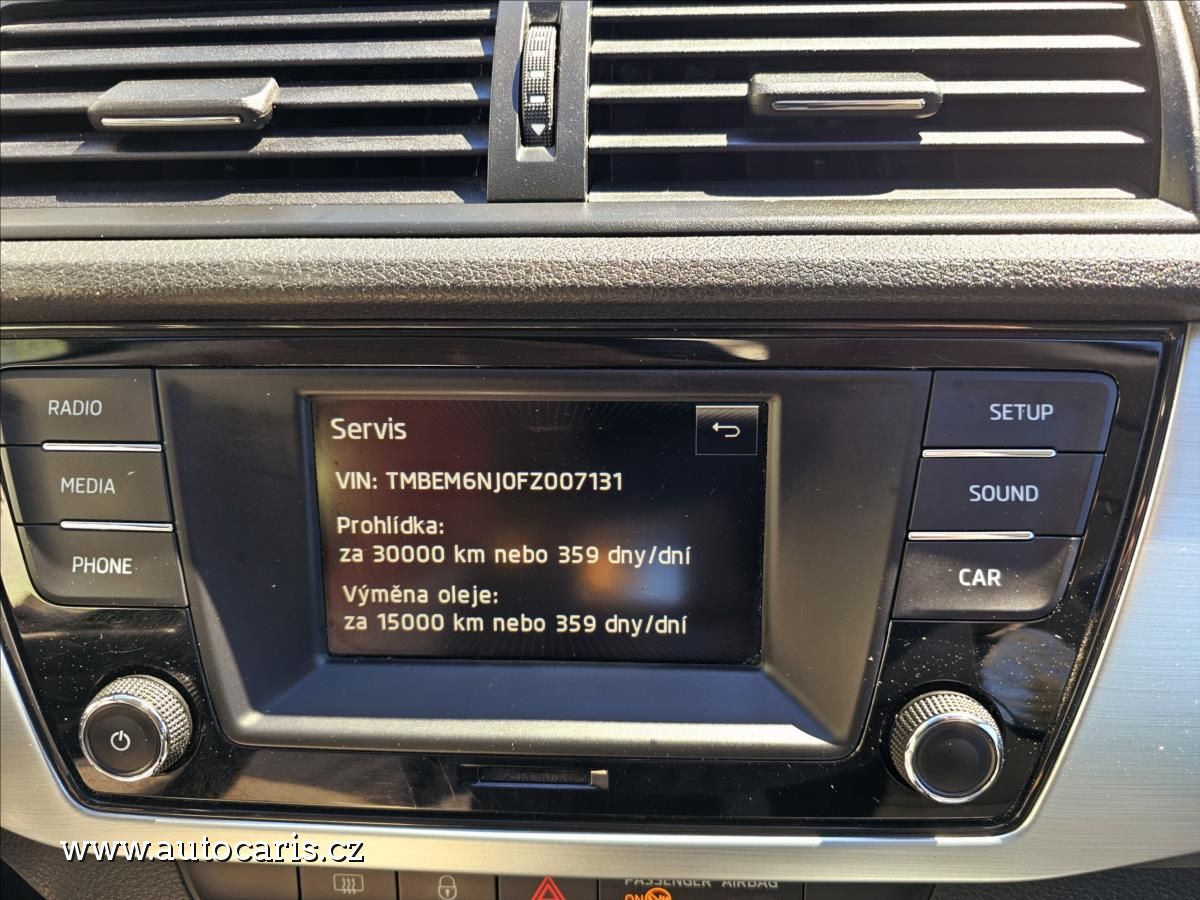 RADIO
MEDIA
PHONE
Servis
VIN: TMBEM6NJ0FZ007131
Prohlídka:
za 30000 km nebo 359 dny/dní
Výměna oleje:
za 15000 km nebo 359 dny/dní
SETUP
SOUND
CAR
www.autocaris.cz
PASSENGER AIRBAG
ON